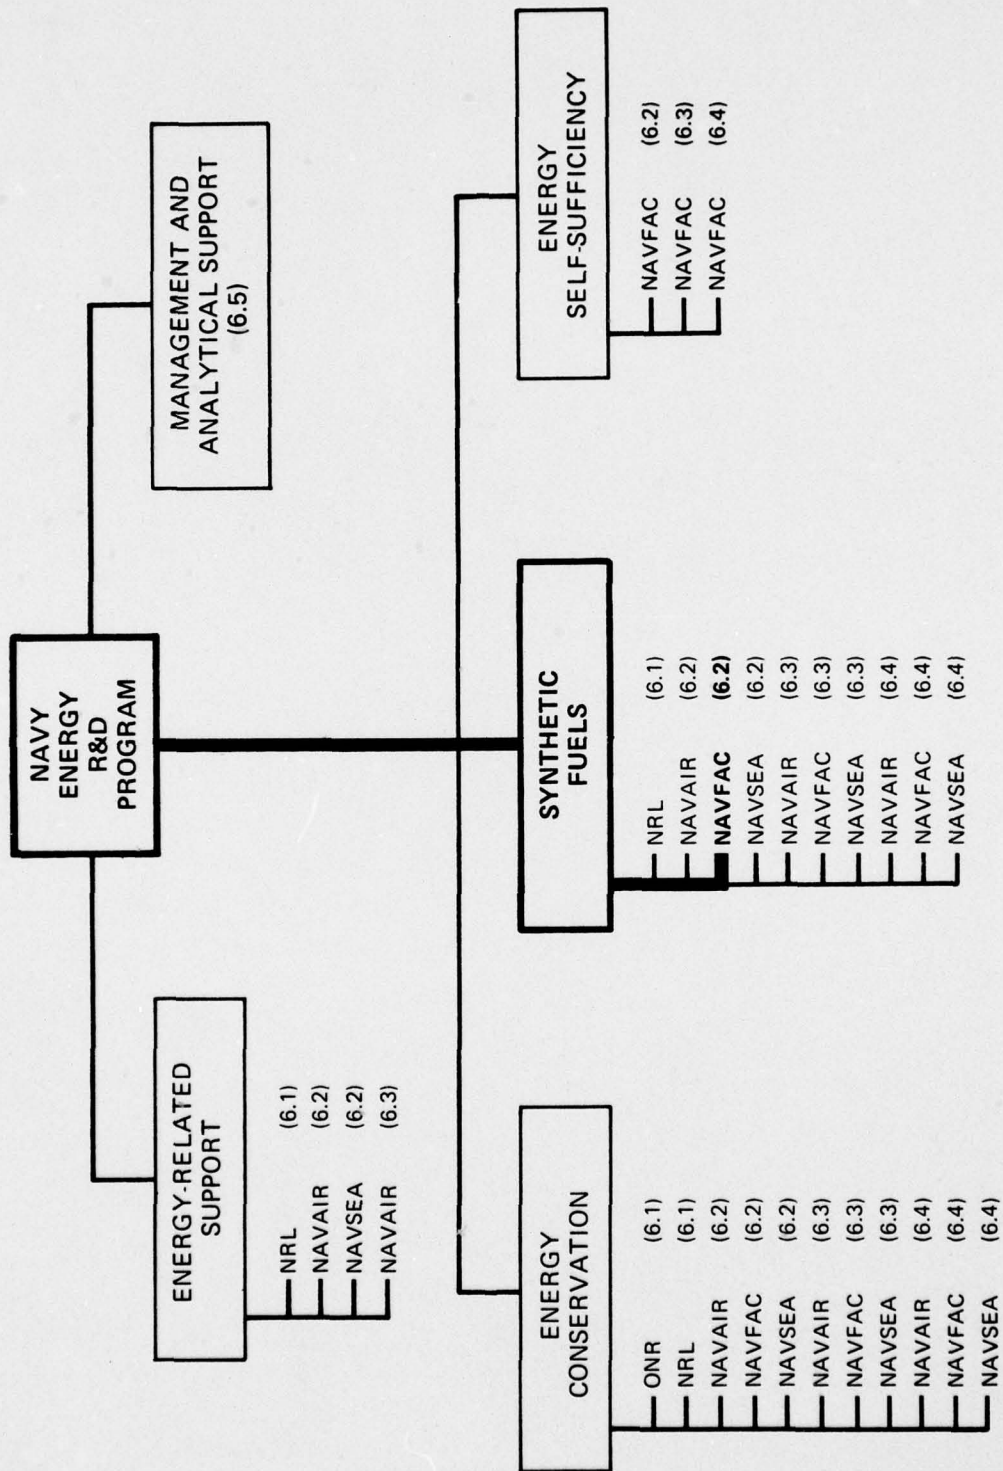 NAVY
ENERGY
R&D
PROGRAM
ENERGY-RELATED
SUPPORT
NRL (6.1)
NAVAIR (6.2)
NAVSEA (6.2)
NAVAIR (6.3)
MANAGEMENT AND
ANALYTICAL SUPPORT
(6.5)
ENERGY
CONSERVATION
ONR (6.1)
NRL (6.1)
NAVAIR (6.2)
NAVFAC (6.2)
NAVSEA (6.2)
NAVAIR (6.3)
NAVFAC (6.3)
NAVSEA (6.3)
NAVAIR (6.4)
NAVFAC (6.4)
NAVSEA (6.4)
SYNTHETIC
FUELS
NRL (6.1)
NAVAIR (6.2)
NAVFAC (6.2)
NAVSEA (6.2)
NAVAIR (6.3)
NAVFAC (6.3)
NAVSEA (6.3)
NAVAIR (6.4)
NAVFAC (6.4)
NAVSEA (6.4)
ENERGY
SELF-SUFFICIENCY
NAVFAC (6.2)
NAVFAC (6.3)
NAVFAC (6.4)